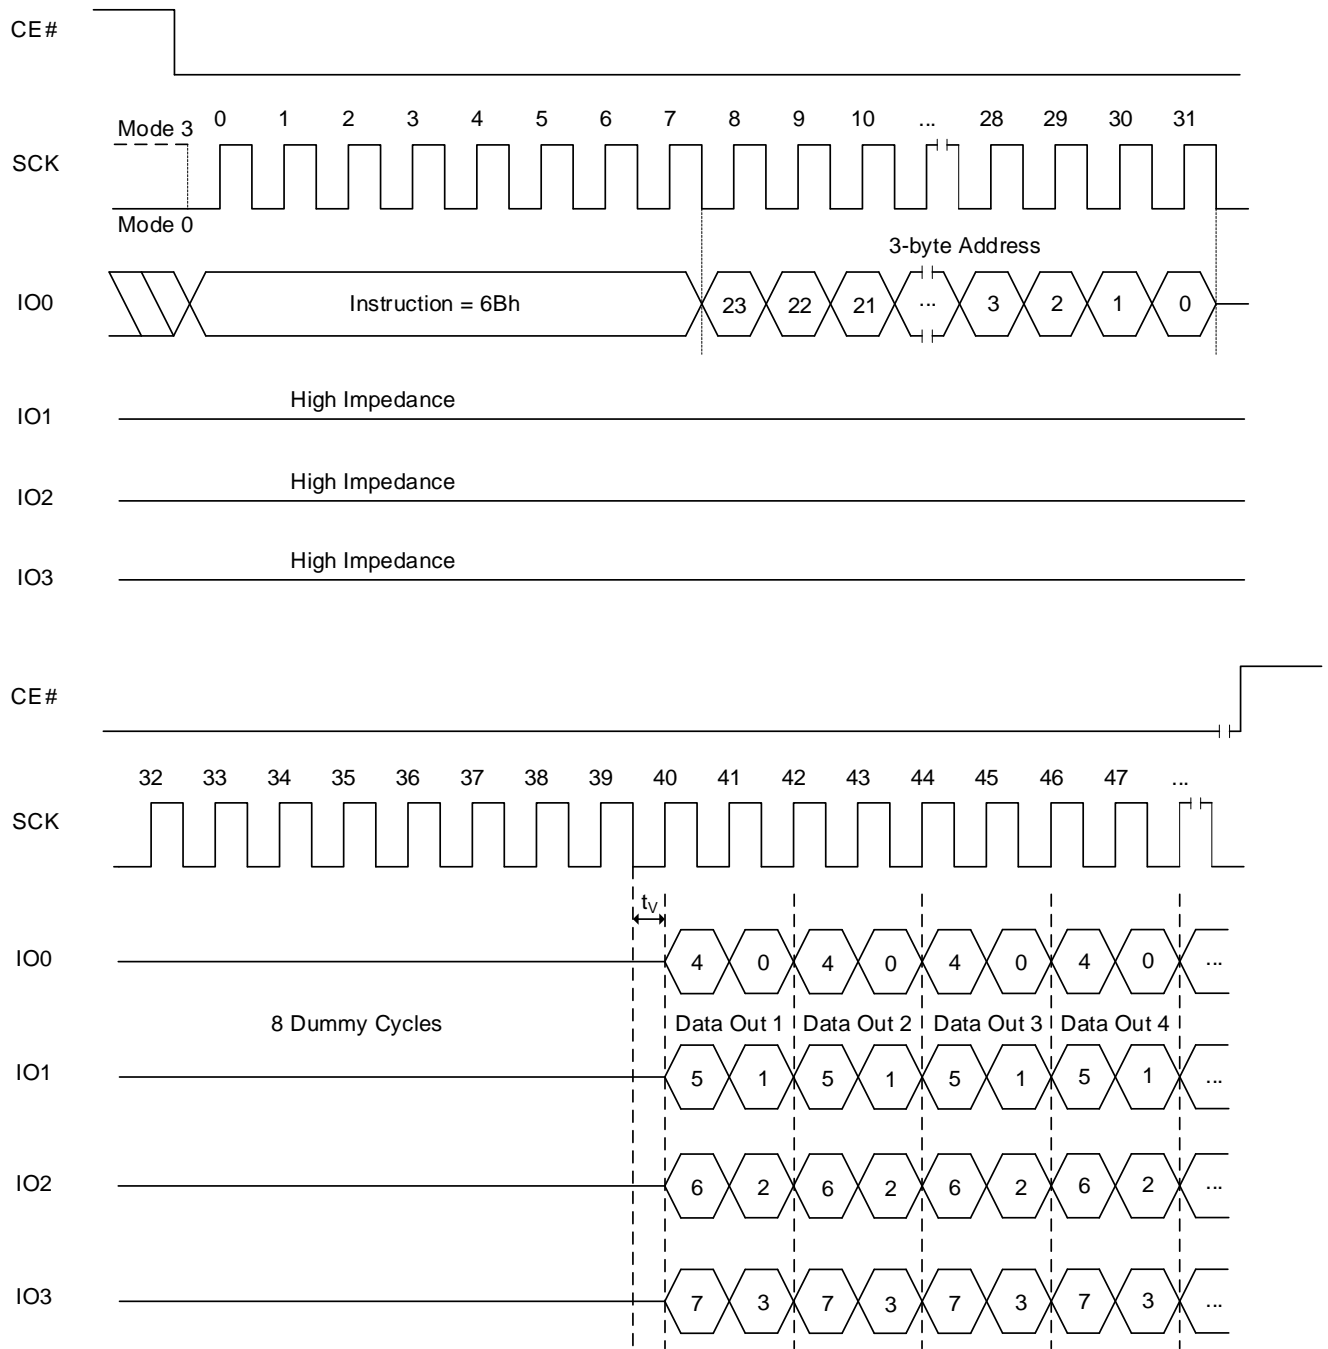 CE#
Mode 3 0 1 2 3 4 5 6 7 8 9 10 ... 28 29 30 31
SCK
Mode 0
3-byte Address
IO0 Instruction = 6Bh 23 22 21 ... 3 2 1 0
High Impedance
IO1
High Impedance
IO2
High Impedance
IO3
CE#
32 33 34 35 36 37 38 39 40 41 42 43 44 45 46 47 ...
SCK
tV
IO0 4 0 4 0 4 0 4 0 ...
8 Dummy Cycles Data Out 1 Data Out 2 Data Out 3 Data Out 4
IO1 5 1 5 1 5 1 5 1 ...
IO2 6 2 6 2 6 2 6 2 ...
IO3 7 3 7 3 7 3 7 3 ...